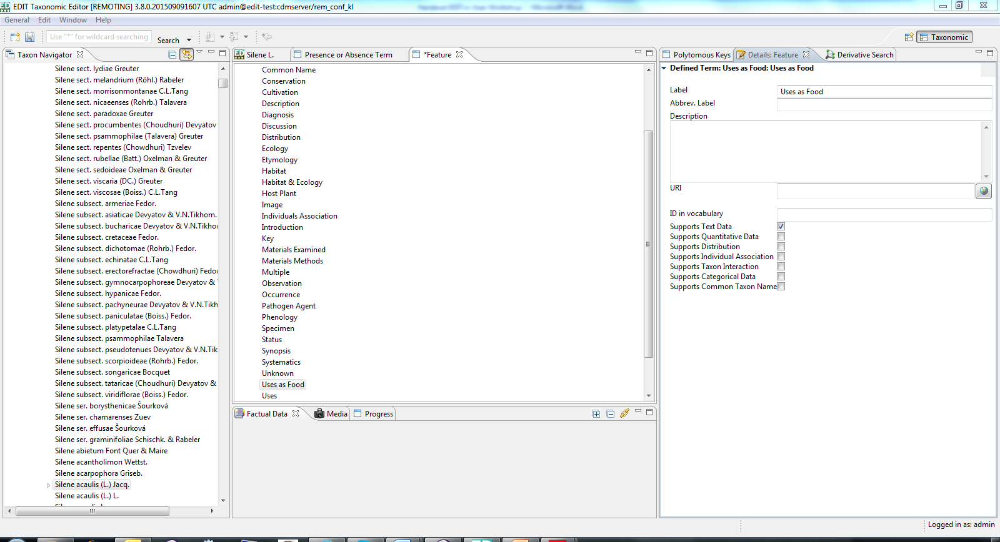 EDIT Taxonomic Editor [REMOTING] 3.8.0.201509091607 UTC admin@edit-test:cdmserver/rem_conf_kl
General Edit Window Help
Use "*" for wildcard searching Search Taxonomic
Taxon Navigator
Silene sect. lydiae Greuter
Silene sect. melandrium (Röhl.) Rabeler
Silene sect. morrisonmontanae C.L.Tang
Silene sect. nicaeenses (Rohrb.) Talavera
Silene sect. paradoxae Greuter
Silene sect. procumbentes (Choudhuri) Devyatov
Silene sect. psammophilae (Talavera) Greuter
Silene sect. repentes (Chowdhuri) Tzvelev
Silene sect. rubellae (Batt.) Oxelman & Greuter
Silene sect. sedoideae Oxelman & Greuter
Silene sect. viscaria (DC.) Greuter
Silene sect. viscosae (Boiss.) C.L.Tang
Silene subsect. armeriae Fedor.
Silene subsect. asiaticae Devyatov & V.N.Tikhom.
Silene subsect. bucharicae Devyatov & V.N.Tikhon
Silene subsect. cretaceae Fedor.
Silene subsect. dichotomae (Rohrb.) Fedor.
Silene subsect. echinatae C.L.Tang
Silene subsect. erectorefractae (Chowdhuri) Fedor
Silene subsect. gymnocarpophoreae Devyatov &
Silene subsect. hypanicae Fedor.
Silene subsect. pachyneurae Devyatov & V.N.Tikh
Silene subsect. paniculatae (Boiss.) Fedor.
Silene subsect. platypetalae C.L.Tang
Silene subsect. psammophilae Talavera
Silene subsect. pseudotenues Devyatov & V.N.Tik
Silene subsect. scorpioideae (Rohrb.) Fedor.
Silene subsect. songaricae Bocquet
Silene subsect. tataricae (Choudhuri) Devyatov &
Silene subsect. viridiflorae (Boiss.) Fedor.
Silene ser. borysthenicae Šourková
Silene ser. chamarenses Zuev
Silene ser. effusae Šourková
Silene ser. graminifoliae Schischk. & Rabeler
Silene abietum Font Quer & Maire
Silene acantholimon Wettst.
Silene acarpophora Griseb.
Silene acaulis (L.) Jacq.
Silene acaulis (L.) L.
Silene L. Presence or Absence Term *Feature
Common Name
Conservation
Cultivation
Description
Diagnosis
Discussion
Distribution
Ecology
Etymology
Habitat
Habitat & Ecology
Host Plant
Image
Individuals Association
Introduction
Key
Materials Examined
Materials Methods
Multiple
Observation
Occurrence
Pathogen Agent
Phenology
Specimen
Status
Synopsis
Systematics
Unknown
Uses as Food
Uses
Factual Data Media Progress
Polytomous Keys Details: Feature Derivative Search
Defined Term: Uses as Food: Uses as Food
Label Uses as Food
Abbrev. Label
Description
URI
ID in vocabulary
Supports Text Data
Supports Quantitative Data
Supports Distribution
Supports Individual Association
Supports Taxon Interaction
Supports Categorical Data
Supports Common Taxon Name
Logged in as: admin